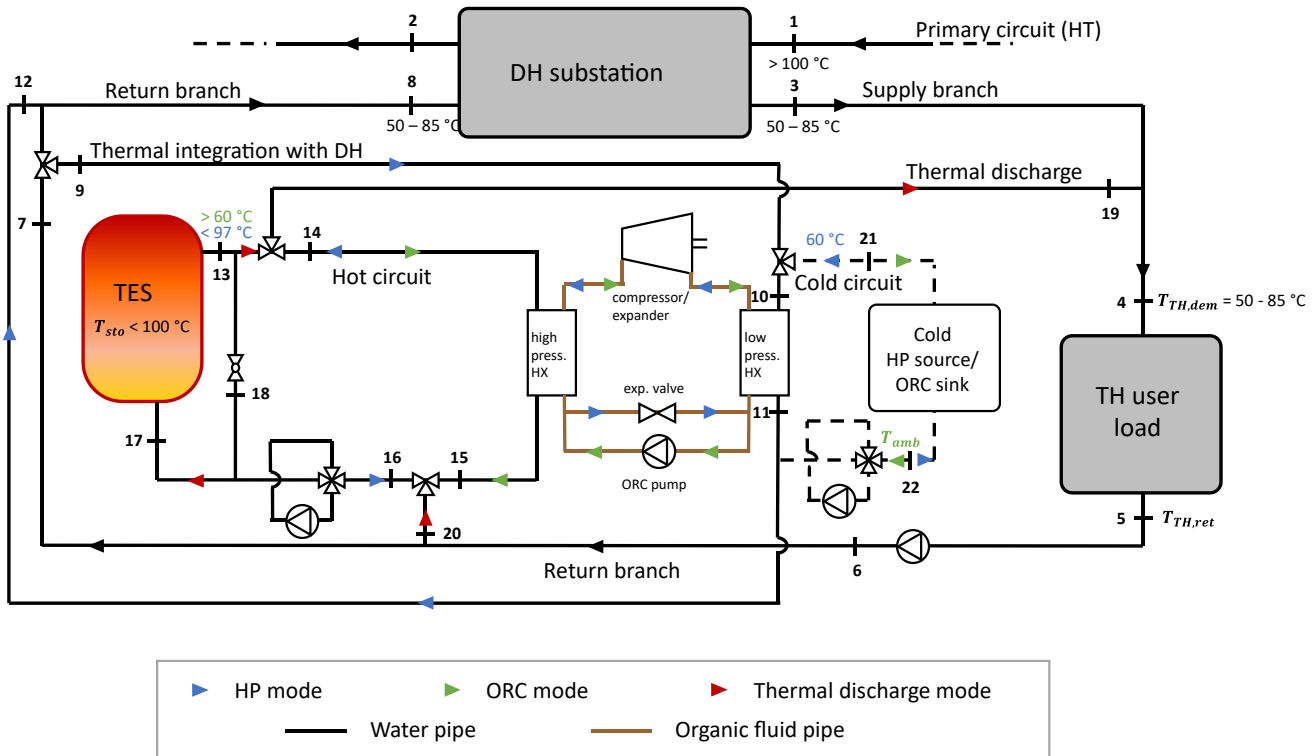 2
1
Primary circuit (HT)
> 100 °C
DH substation
12
Return branch
8
3
Supply branch
50 – 85 °C
50 – 85 °C
Thermal integration with DH
9
Thermal discharge
7
19
> 60 °C
< 97 °C
14
60 °C
21
13
Hot circuit
Cold circuit
TES
compressor/
expander
10
4
T_TH,dem = 50 - 85 °C
T_sto < 100 °C
high
press.
HX
low
press.
HX
Cold
HP source/
ORC sink
exp. valve
18
11
TH user
load
17
16
15
T_amb
ORC pump
22
5
T_TH,ret
20
6
Return branch
HP mode
ORC mode
Thermal discharge mode
Water pipe
Organic fluid pipe